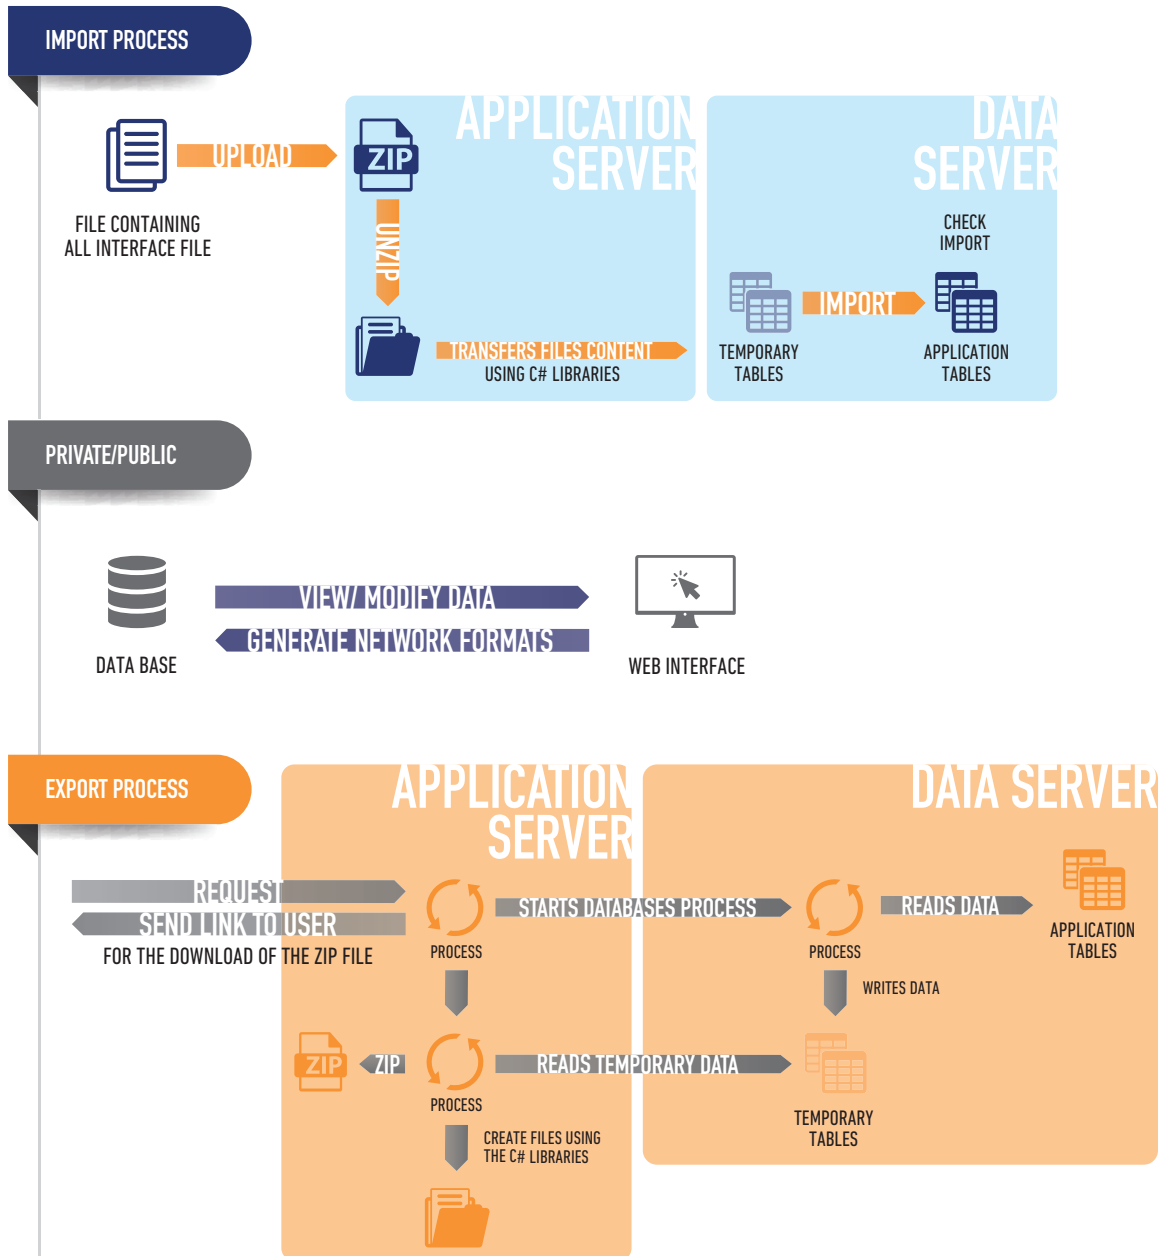 IMPORT PROCESS
APPLICATION
SERVER
DATA
SERVER
UPLOAD
ZIP
FILE CONTAINING
ALL INTERFACE FILE
UNZIP
CHECK
IMPORT
IMPORT
TRANSFERS FILES CONTENT
USING C# LIBRARIES
TEMPORARY
TABLES
APPLICATION
TABLES
PRIVATE/PUBLIC
VIEW/ MODIFY DATA
GENERATE NETWORK FORMATS
DATA BASE
WEB INTERFACE
EXPORT PROCESS
APPLICATION
SERVER
DATA SERVER
REQUEST
SEND LINK TO USER
FOR THE DOWNLOAD OF THE ZIP FILE
PROCESS
STARTS DATABASES PROCESS
PROCESS
READS DATA
APPLICATION
TABLES
WRITES DATA
ZIP
ZIP
PROCESS
READS TEMPORARY DATA
TEMPORARY
TABLES
CREATE FILES USING
THE C# LIBRARIES